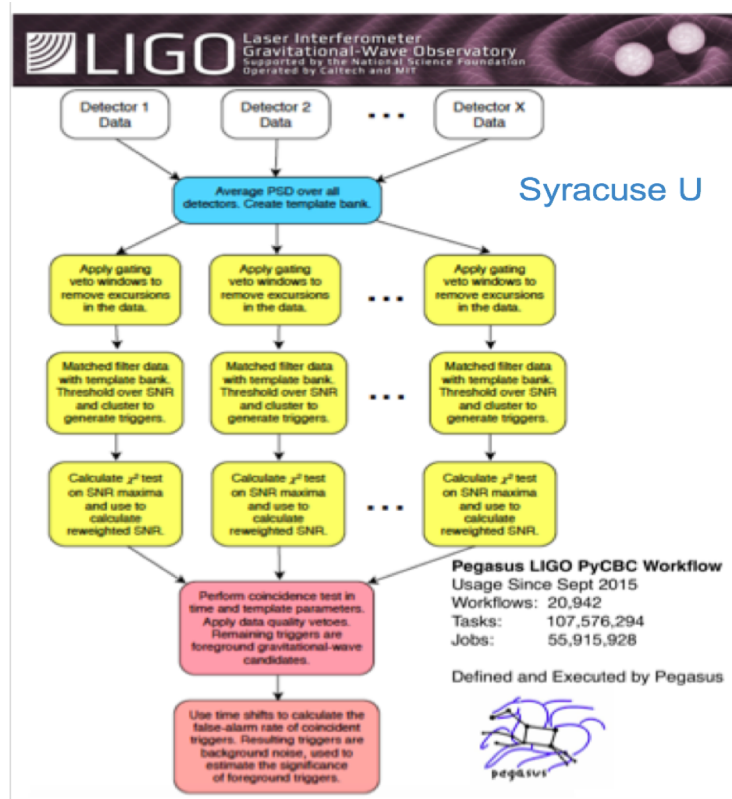 LIGO
Laser Interferometer
Gravitational-Wave Observatory
Supported by the National Science Foundation
Operated by Caltech and MIT
Detector 1
Data
Detector 2
Data
Detector X
Data
Average PSD over all
detectors. Create template bank.
Syracuse U
Apply gating
veto windows to
remove excursions
in the data.
Apply gating
veto windows to
remove excursions
in the data.
Apply gating
veto windows to
remove excursions
in the data.
Matched filter data
with template bank.
Threshold over SNR
and cluster to
generate triggers.
Matched filter data
with template bank.
Threshold over SNR
and cluster to
generate triggers.
Matched filter data
with template bank.
Threshold over SNR
and cluster to
generate triggers.
Calculate χ² test
on SNR maxima
and use to
calculate
reweighted SNR.
Calculate χ² test
on SNR maxima
and use to
calculate
reweighted SNR.
Calculate χ² test
on SNR maxima
and use to
calculate
reweighted SNR.
Perform coincidence test in
time and template parameters.
Apply data quality vetoes.
Remaining triggers are
foreground gravitational-wave
candidates.
Use time shifts to calculate the
false-alarm rate of coincident
triggers. Resulting triggers are
background noise, used to
estimate the significance
of foreground triggers.
Pegasus LIGO PyCBC Workflow
Usage Since Sept 2015
Workflows: 20,942
Tasks: 107,576,294
Jobs: 55,915,928
Defined and Executed by Pegasus
pegasus